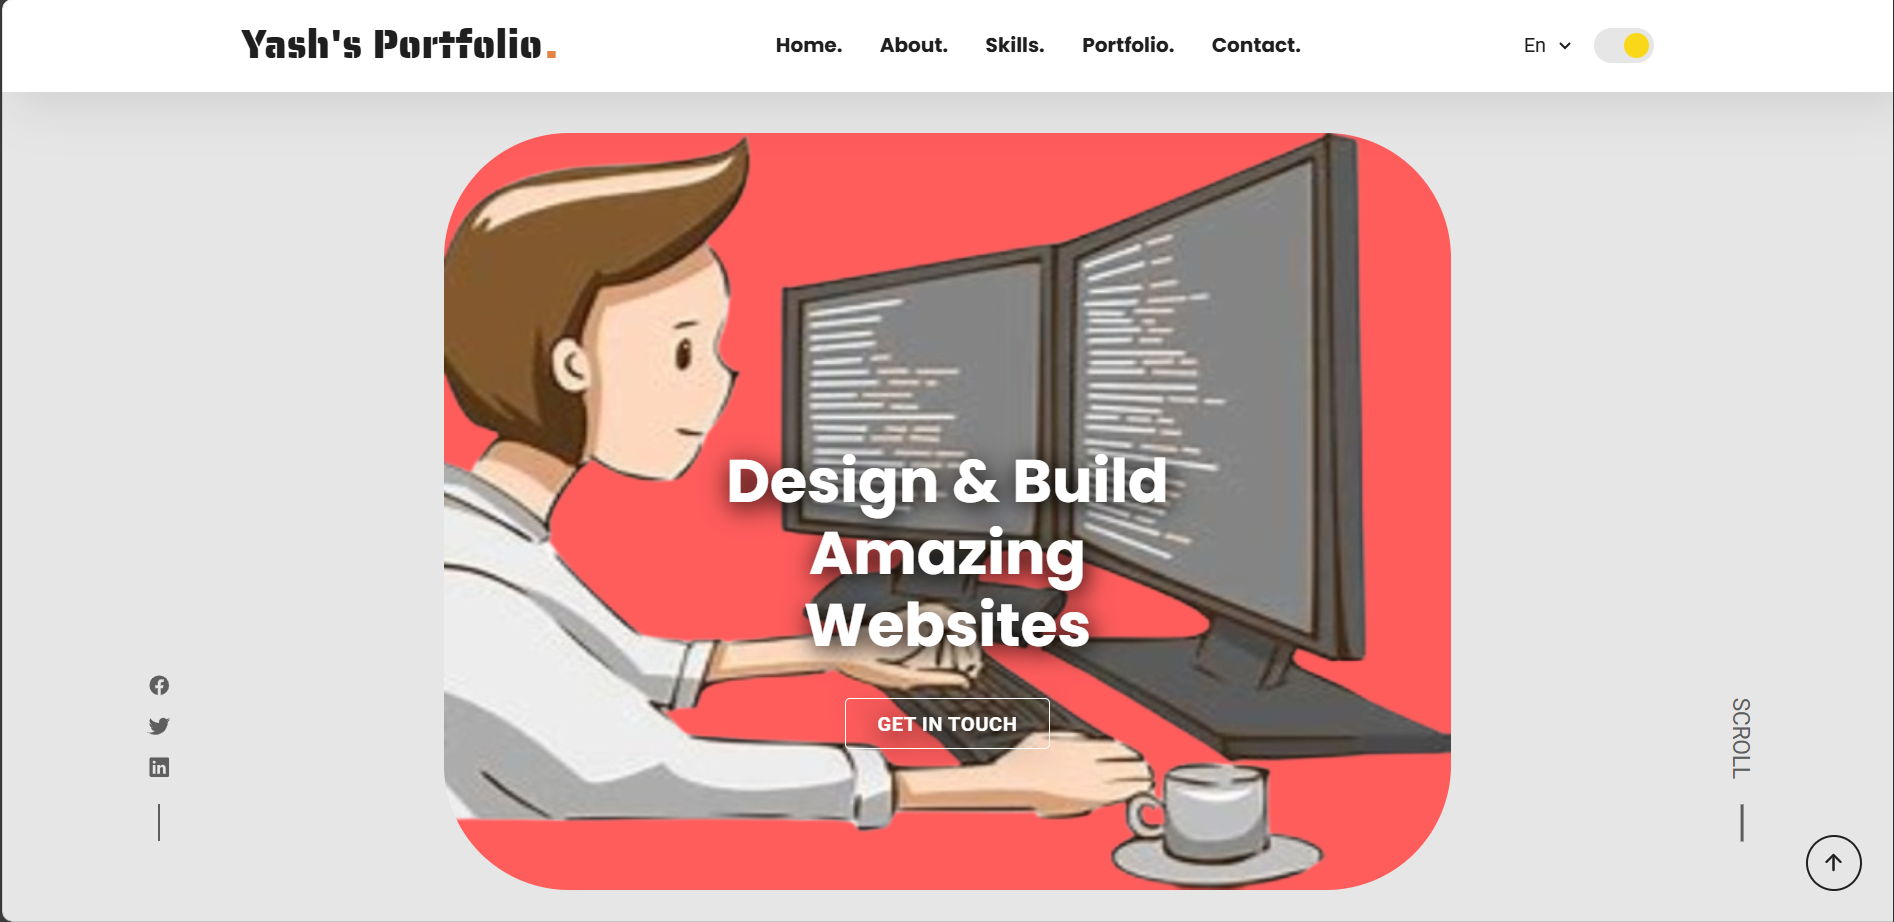 Yash's Portfolio.
Home. About. Skills. Portfolio. Contact.
En
Design & Build
Amazing
Websites
GET IN TOUCH
SCROLL